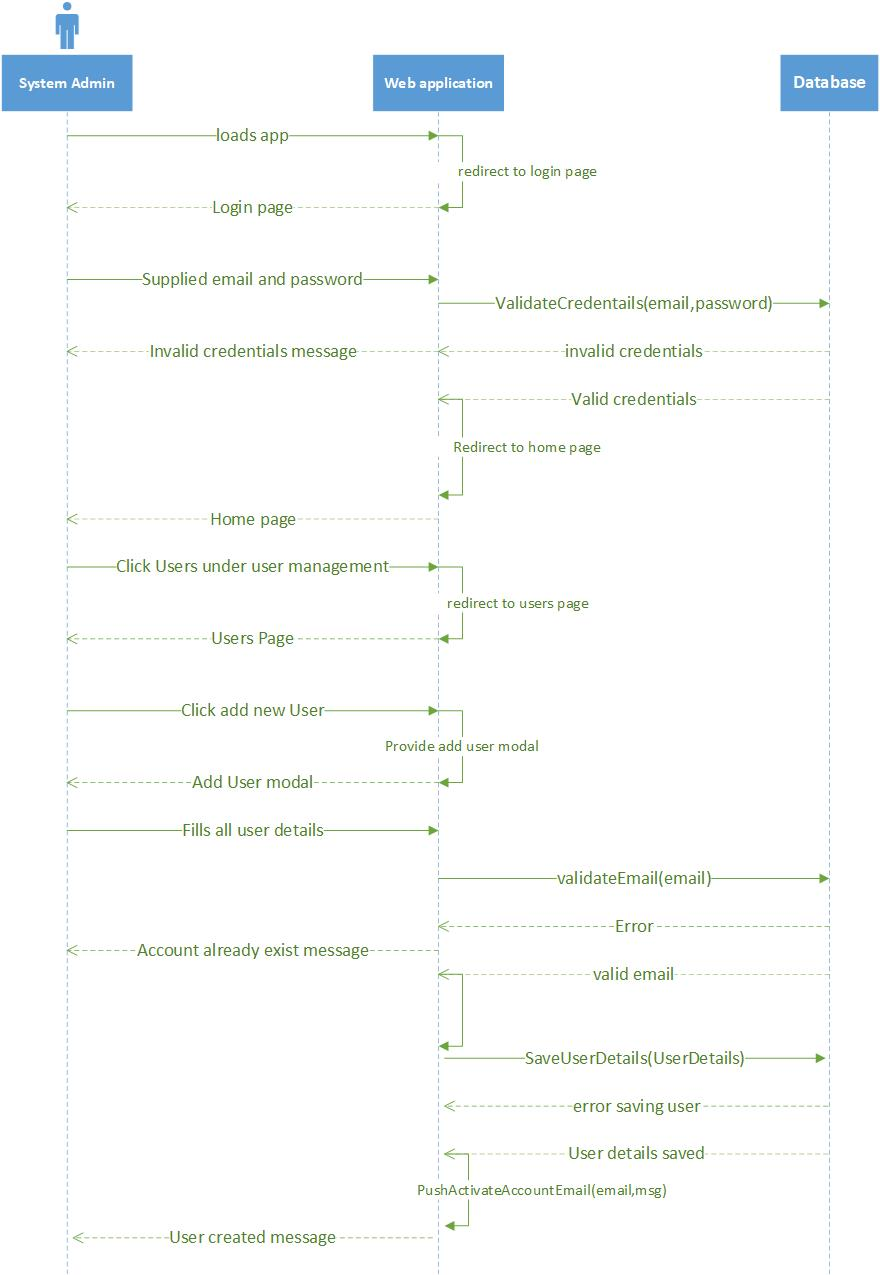 System Admin
Web application
Database
loads app
redirect to login page
Login page
Supplied email and password
ValidateCredentails(email,password)
Invalid credentials message
invalid credentials
Valid credentials
Redirect to home page
Home page
Click Users under user management
redirect to users page
Users Page
Click add new User
Provide add user modal
Add User modal
Fills all user details
validateEmail(email)
Error
Account already exist message
valid email
SaveUserDetails(UserDetails)
error saving user
User details saved
PushActivateAccountEmail(email,msg)
User created message